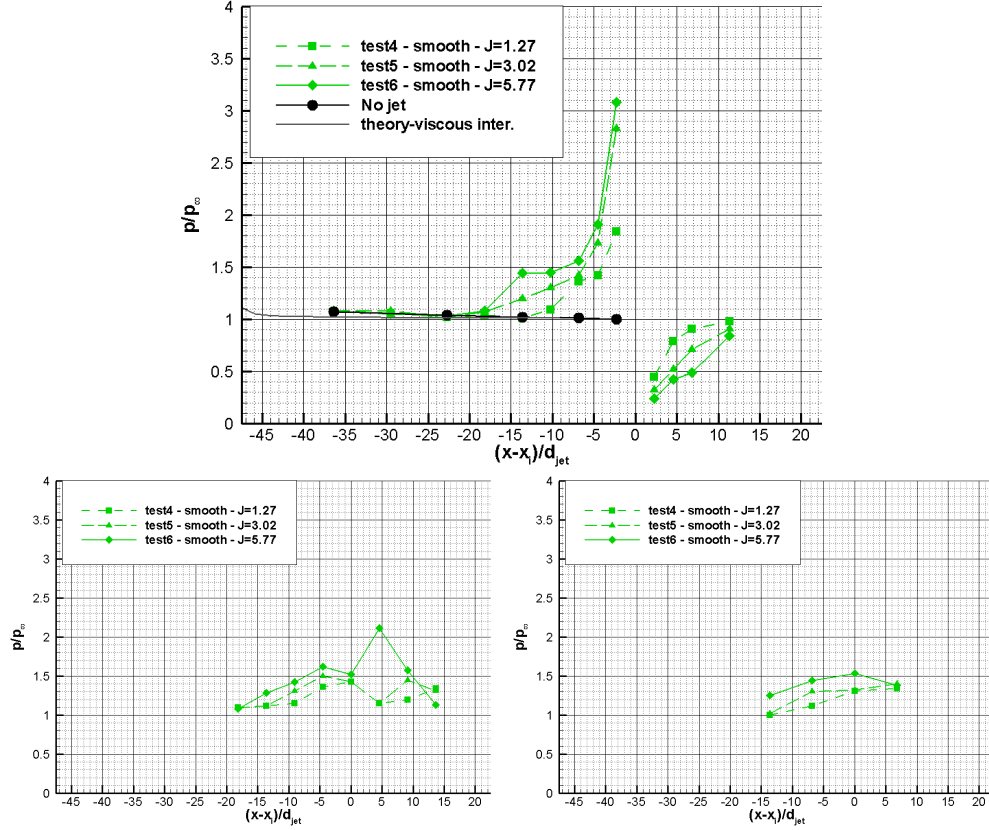 4
3.5
3
2.5
2
1.5
1
0.5
0
p/p∞
test4 - smooth - J=1.27
test5 - smooth - J=3.02
test6 - smooth - J=5.77
No jet
theory-viscous inter.
-45 -40 -35 -30 -25 -20 -15 -10 -5 0 5 10 15 20
(x-xj)/djet
4
3.5
3
2.5
2
1.5
1
0.5
0
p/p∞
test4 - smooth - J=1.27
test5 - smooth - J=3.02
test6 - smooth - J=5.77
-45 -40 -35 -30 -25 -20 -15 -10 -5 0 5 10 15 20
(x-xj)/djet
4
3.5
3
2.5
2
1.5
1
0.5
0
p/p∞
test4 - smooth - J=1.27
test5 - smooth - J=3.02
test6 - smooth - J=5.77
-45 -40 -35 -30 -25 -20 -15 -10 -5 0 5 10 15 20
(x-xj)/djet